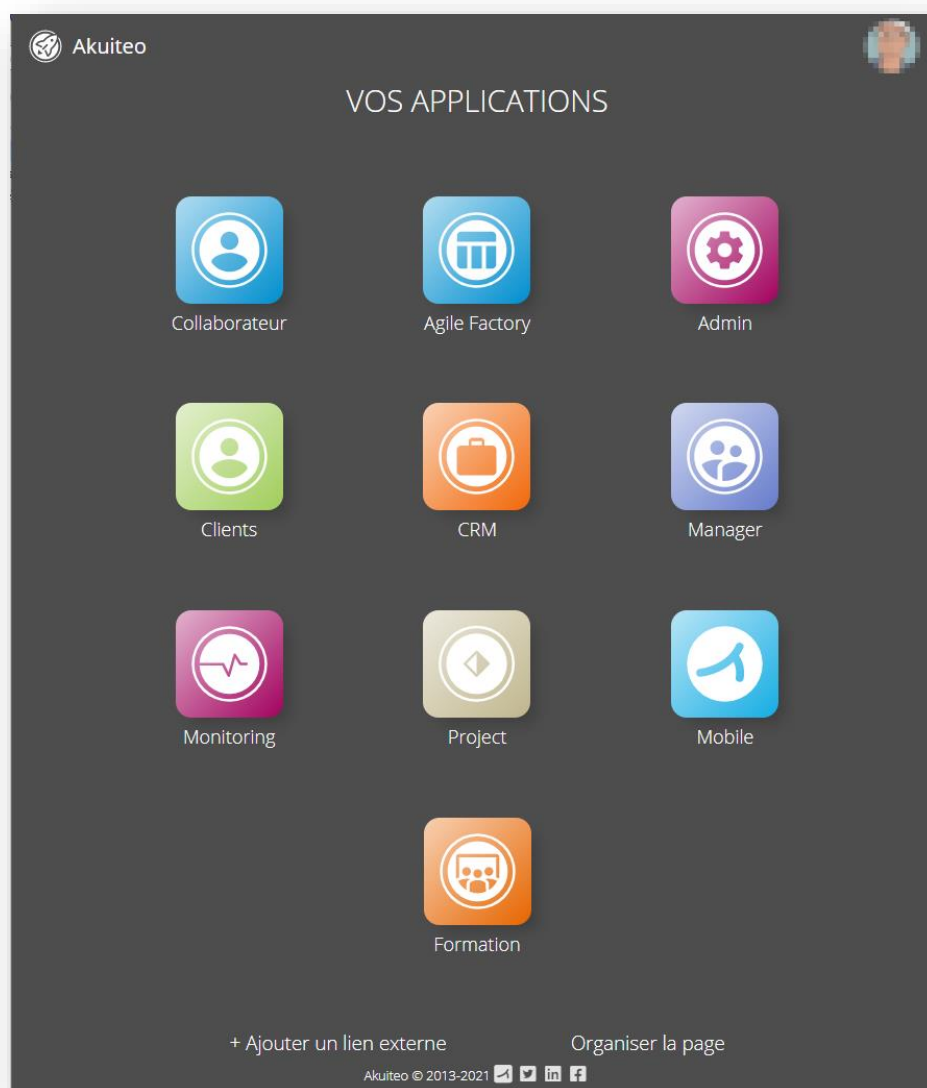 Akuiteo
VOS APPLICATIONS
Collaborateur Agile Factory Admin
Clients CRM Manager
Monitoring Project Mobile
Formation
+ Ajouter un lien externe Organiser la page
Akuiteo © 2013-2021